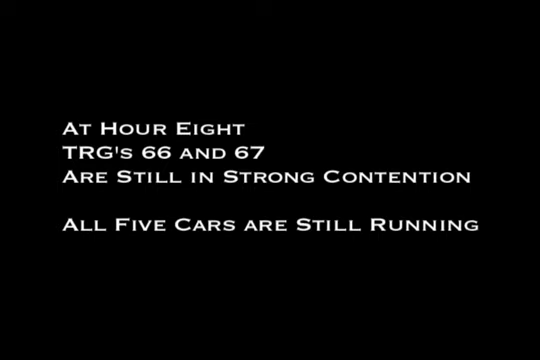 At Hour Eight
TRG's 66 and 67
Are Still in Strong Contention
All Five Cars are Still Running